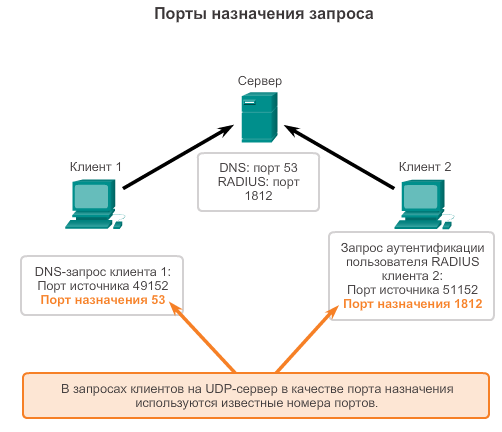 Порты назначения запроса
Сервер
Клиент 1
Клиент 2
DNS: порт 53
RADIUS: порт
1812
DNS-запрос клиента 1:
Порт источника 49152
Порт назначения 53
Запрос аутентификации
пользователя RADIUS
клиента 2:
Порт источника 51152
Порт назначения 1812
В запросах клиентов на UDP-сервер в качестве порта назначения
используются известные номера портов.